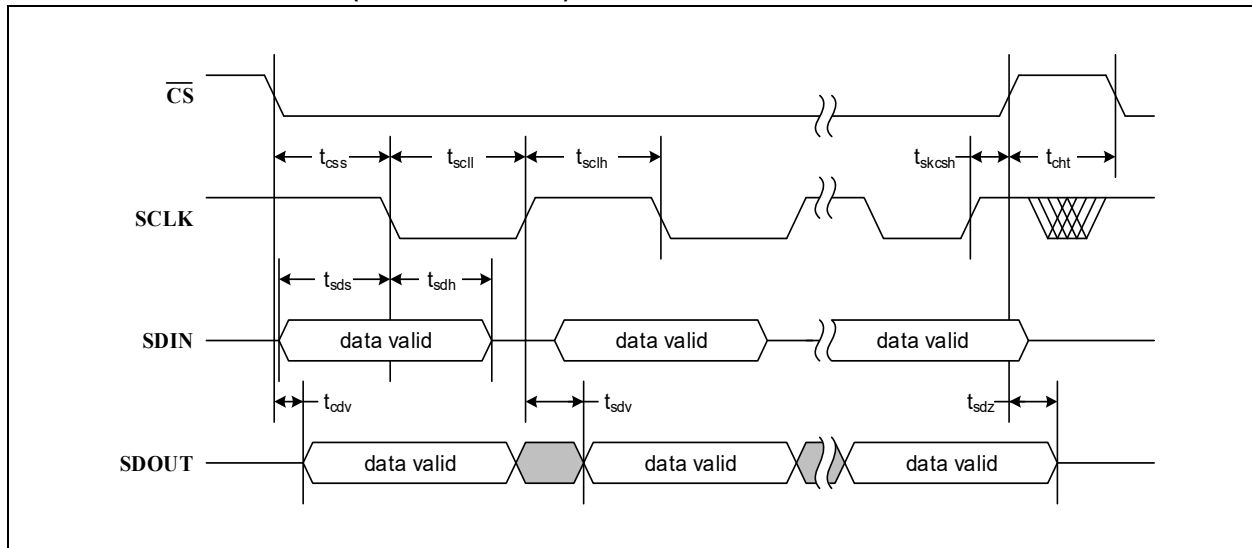 CS
t_css
t_scll
t_sclh
t_skcsh
t_cht
SCLK
t_sds
t_sdh
SDIN
data valid
data valid
data valid
t_cdv
t_sdv
t_sdz
SDOUT
data valid
data valid
data valid